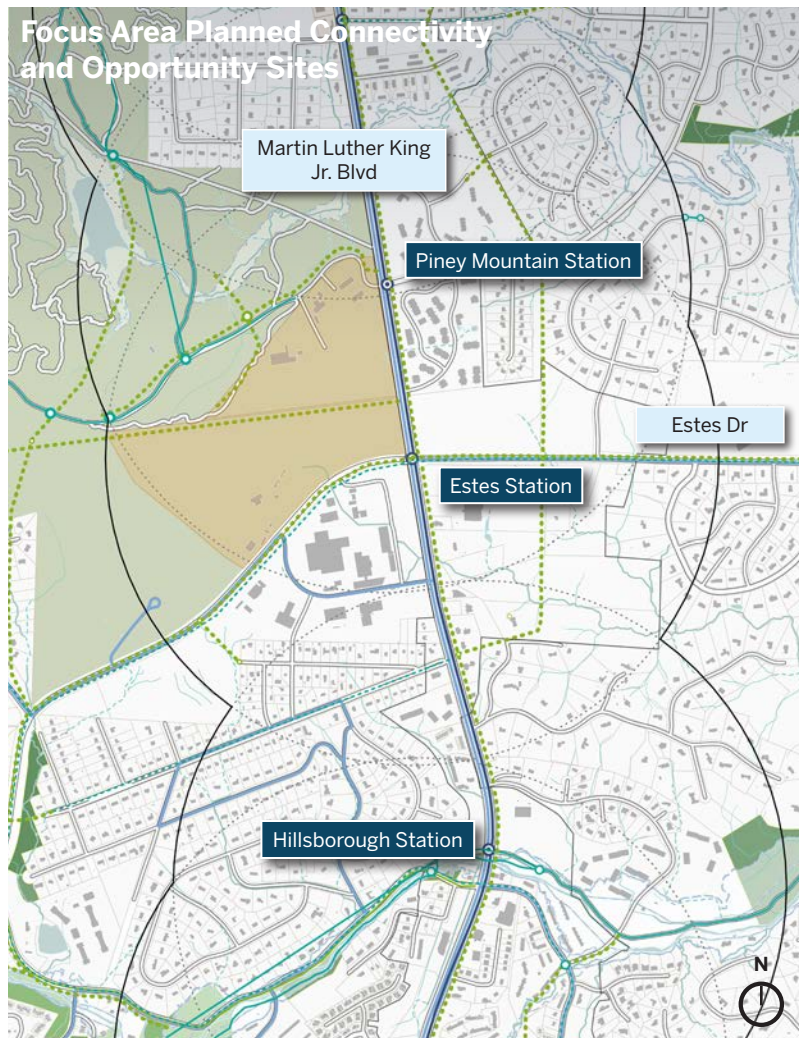 Focus Area Planned Connectivity
and Opportunity Sites
Martin Luther King
Jr. Blvd
Piney Mountain Station
Estes Dr
Estes Station
Hillsborough Station
N